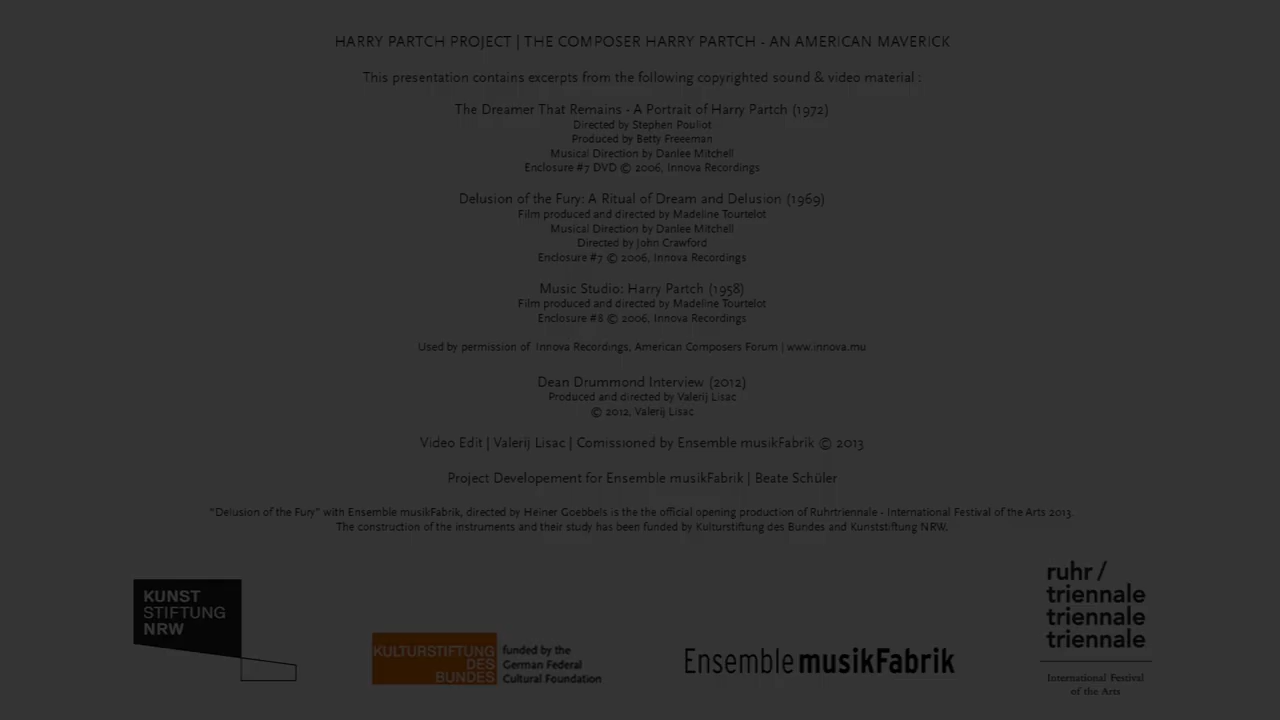 HARRY PARTCH PROJECT | THE COMPOSER HARRY PARTCH - AN AMERICAN MAVERICK
This presentation contains excerpts from the following copyrighted sound & video material :
The Dreamer That Remains - A Portrait of Harry Partch (1972)
Directed by Stephen Pouliot
Produced by Betty Freeeman
Musical Direction by Danlee Mitchell
Enclosure #7 DVD © 2006, Innova Recordings
Delusion of the Fury: A Ritual of Dream and Delusion (1969)
Film produced and directed by Madeline Tourtelot
Musical Direction by Danlee Mitchell
Directed by John Crawford
Enclosure #7 © 2006, Innova Recordings
Music Studio: Harry Partch (1958)
Film produced and directed by Madeline Tourtelot
Enclosure #8 © 2006, Innova Recordings
Used by permission of Innova Recordings, American Composers Forum | www.innova.mu
Dean Drummond Interview (2012)
Produced and directed by Valerij Lisac
© 2012, Valerij Lisac
Video Edit | Valerij Lisac | Comissioned by Ensemble musikFabrik © 2013
Project Developement for Ensemble musikFabrik | Beate Schüler
"Delusion of the Fury" with Ensemble musikFabrik, directed by Heiner Goebbels is the the official opening production of Ruhrtriennale - International Festival of the Arts 2013.
The construction of the instruments and their study has been funded by Kulturstiftung des Bundes and Kunststiftung NRW.
KUNST
STIFTUNG
NRW
KULTURSTIFTUNG
DES
BUNDES
funded by the
German Federal
Cultural Foundation
Ensemble musikFabrik
ruhr/
triennale
triennale
triennale
International Festival
of the Arts